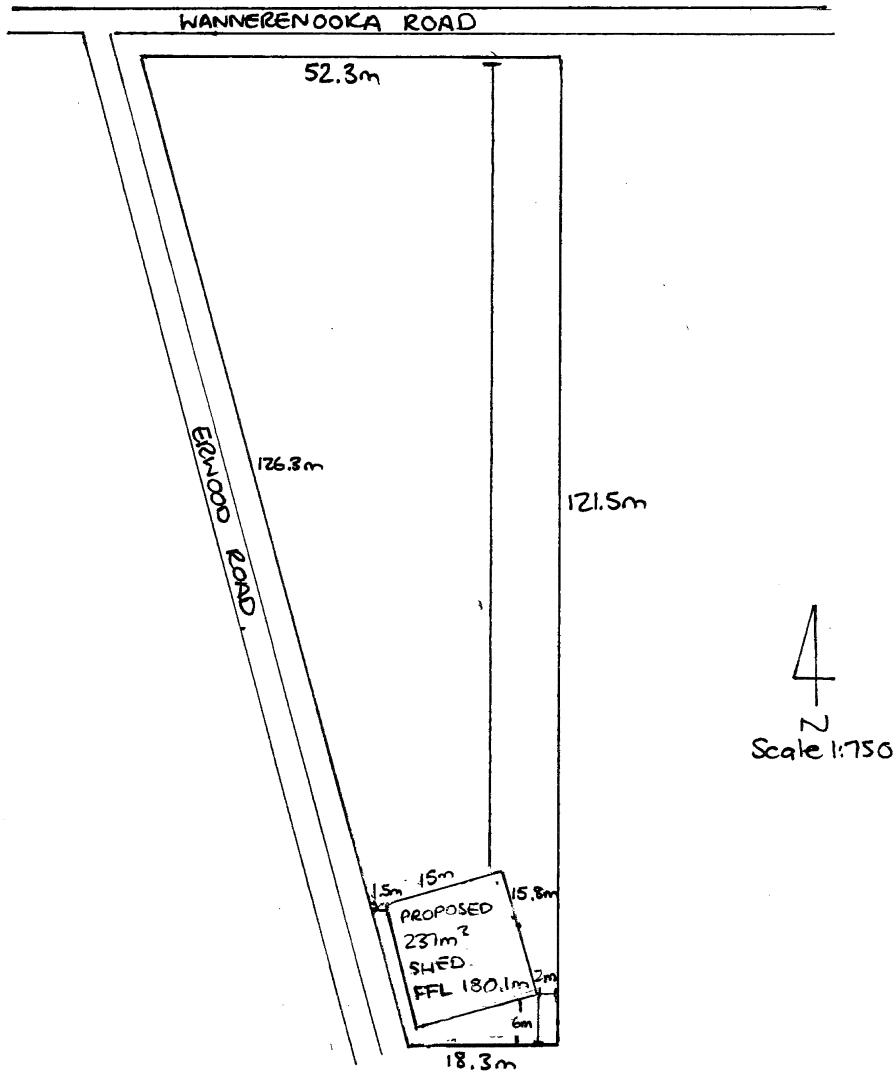 WANNERENOOKA ROAD
52.3m
126.3m
ERWOOD ROAD.
121.5m
N
Scale 1:750
1.5m
15m
15.8m
PROPOSED
237m²
SHED.
FFL 180.1m
2m
6m
18.3m